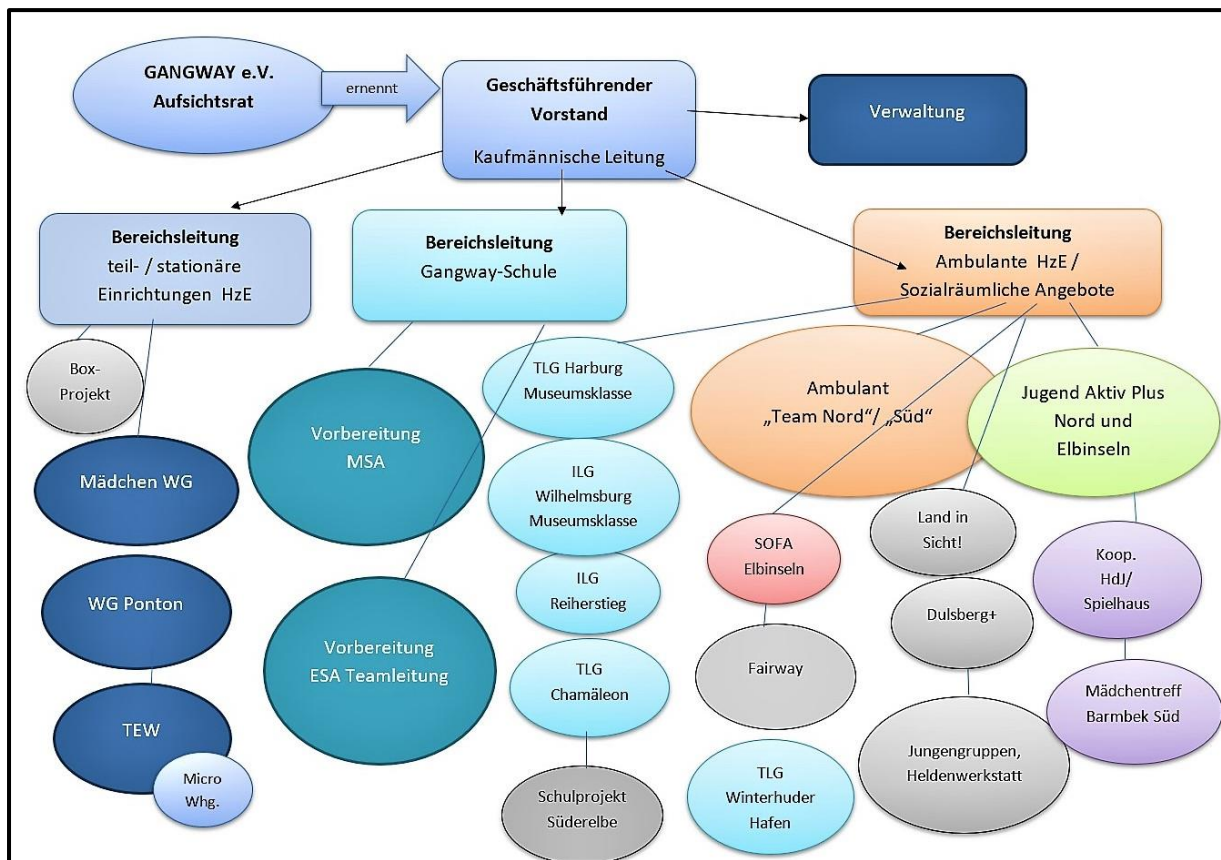 GANGWAY e.V.
Aufsichtsrat
ernennt
Geschäftsführender
Vorstand
Kaufmännische Leitung
Verwaltung
Bereichsleitung
teil- / stationäre
Einrichtungen HzE
Bereichsleitung
Gangway-Schule
Bereichsleitung
Ambulante HzE /
Sozialräumliche Angebote
Box-
Projekt
Mädchen WG
WG Ponton
TEW
Micro
Whg.
Vorbereitung
MSA
Vorbereitung
ESA Teamleitung
TLG Harburg
Museumsklasse
ILG
Wilhelmsburg
Museumsklasse
ILG
Reiherstieg
TLG
Chamäleon
Schulprojekt
Süderelbe
Ambulant
„Team Nord“/ „Süd“
SOFA
Elbinseln
Fairway
TLG
Winterhuder
Hafen
Land in
Sicht!
Dulsberg+
Jungengruppen,
Heldenwerkstatt
Jugend Aktiv Plus
Nord und
Elbinseln
Koop.
HdJ/
Spielhaus
Mädchentreff
Barmbek Süd